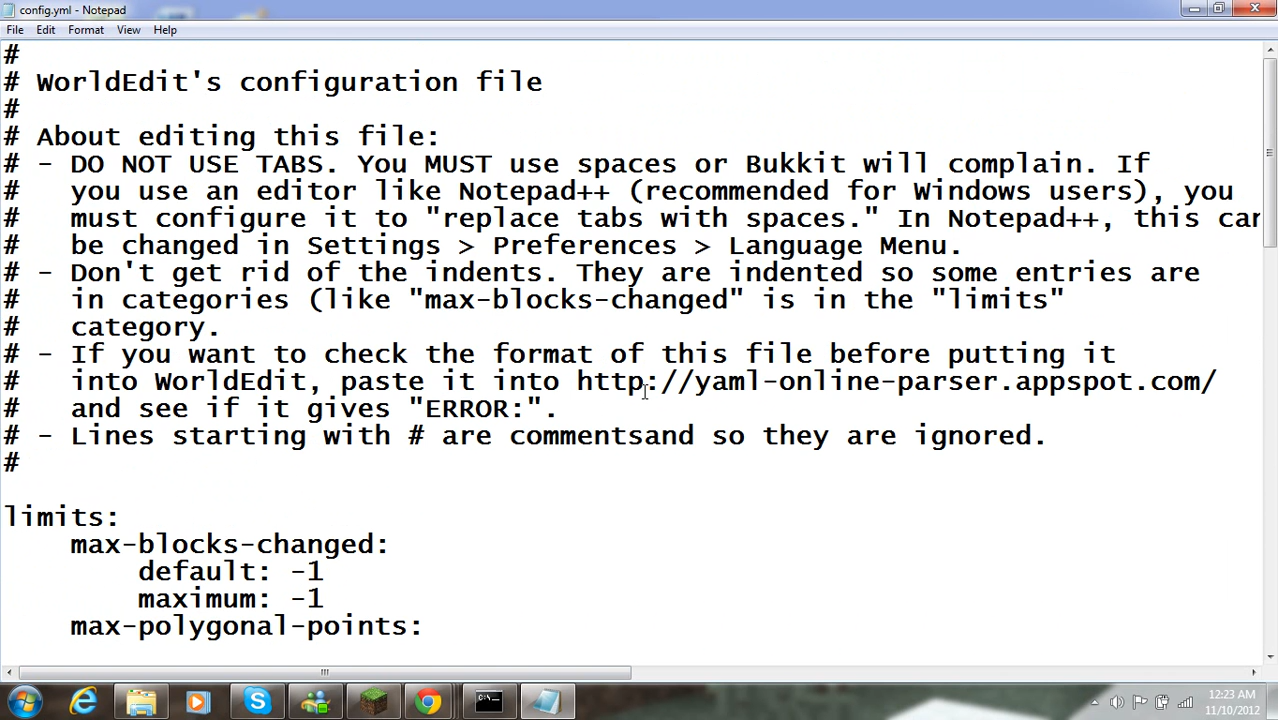 config.yml - Notepad
File Edit Format View Help
#
# WorldEdit's configuration file
#
# About editing this file:
# - DO NOT USE TABS. You MUST use spaces or Bukkit will complain. If
#   you use an editor like Notepad++ (recommended for Windows users), you
#   must configure it to "replace tabs with spaces." In Notepad++, this can
#   be changed in Settings > Preferences > Language Menu.
# - Don't get rid of the indents. They are indented so some entries are
#   in categories (like "max-blocks-changed" is in the "limits"
#   category.
# - If you want to check the format of this file before putting it
#   into WorldEdit, paste it into http://yaml-online-parser.appspot.com/
#   and see if it gives "ERROR:".
# - Lines starting with # are commentsand so they are ignored.
#
limits:
    max-blocks-changed:
        default: -1
        maximum: -1
    max-polygonal-points:
12:23 AM
11/10/2012